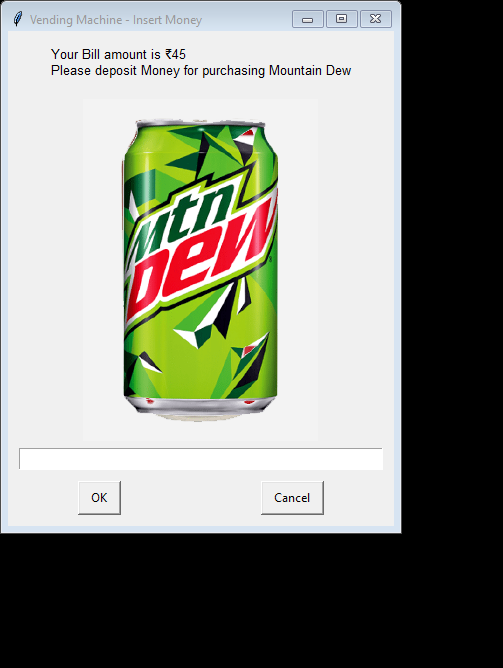 Vending Machine - Insert Money
Your Bill amount is ₹45
Please deposit Money for purchasing Mountain Dew
mtn
DEW
OK
Cancel